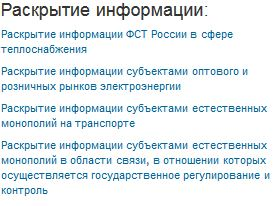 Раскрытие информации:
Раскрытие информации ФСТ России в сфере
теплоснабжения
Раскрытие информации субъектами оптового и
розничных рынков электроэнергии
Раскрытие информации субъектами естественных
монополий на транспорте
Раскрытие информации субъектами естественных
монополий в области связи, в отношении которых
осуществляется государственное регулирование и
контроль